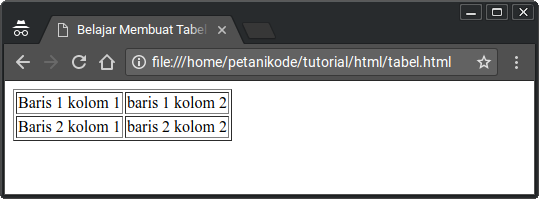 Belajar Membuat Tabel
file:///home/petanikode/tutorial/html/tabel.html
Baris 1 kolom 1 baris 1 kolom 2
Baris 2 kolom 1 baris 2 kolom 2